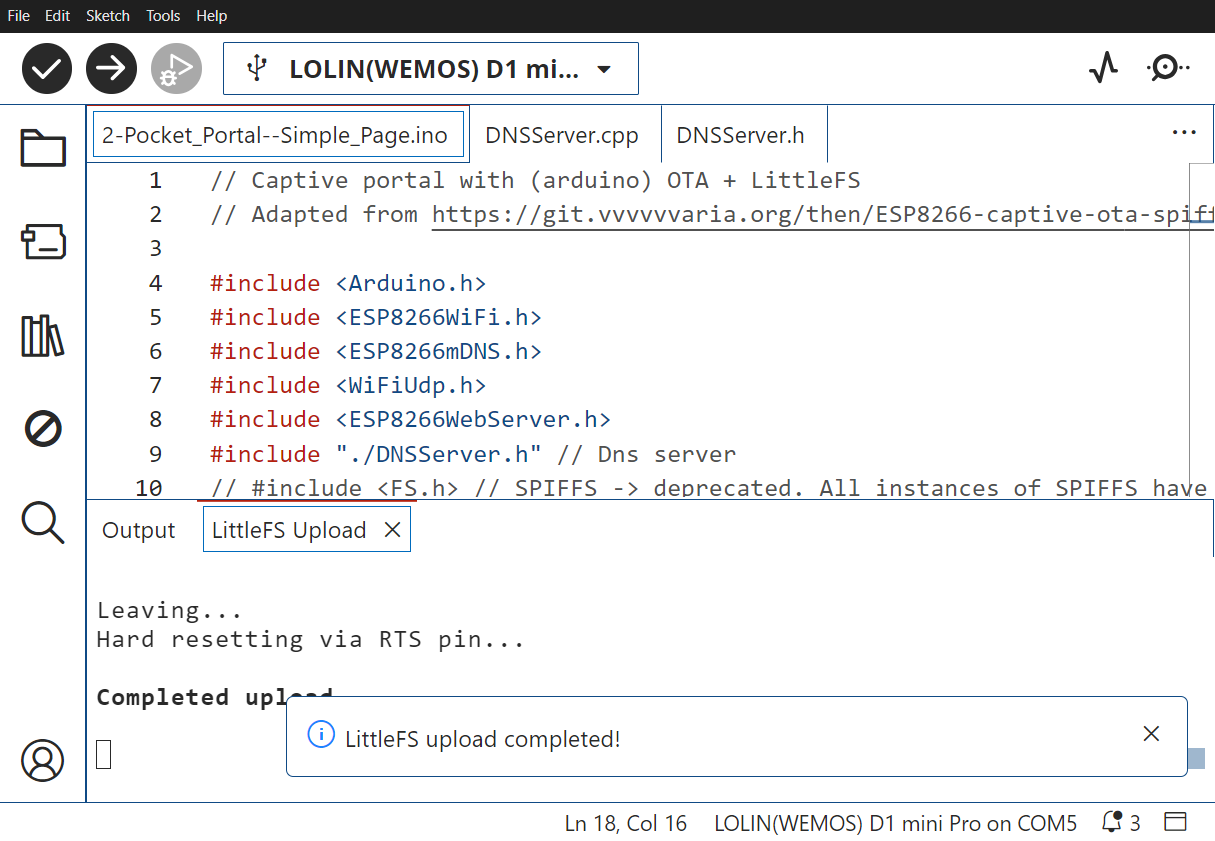 File Edit Sketch Tools Help
LOLIN(WEMOS) D1 mi...
2-Pocket_Portal--Simple_Page.ino DNSServer.cpp DNSServer.h ...
1 // Captive portal with (arduino) OTA + LittleFS
2 // Adapted from https://git.vvvvvvaria.org/then/ESP8266-captive-ota-spiff
3
4 #include <Arduino.h>
5 #include <ESP8266WiFi.h>
6 #include <ESP8266mDNS.h>
7 #include <WiFiUdp.h>
8 #include <ESP8266WebServer.h>
9 #include "./DNSServer.h" // Dns server
10 // #include <FS.h> // SPIFFS -> deprecated. All instances of SPIFFS have
Output LittleFS Upload
Leaving...
Hard resetting via RTS pin...
Completed upload
LittleFS upload completed!
Ln 18, Col 16 LOLIN(WEMOS) D1 mini Pro on COM5 3